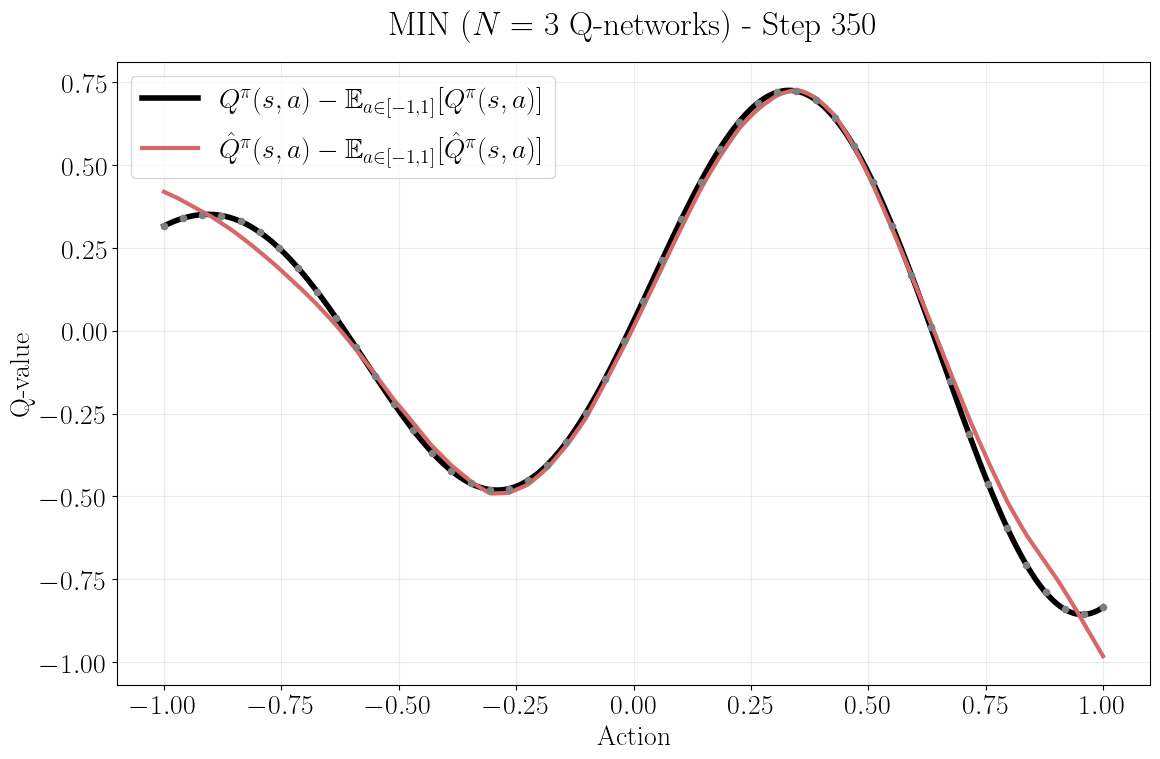 MIN (N = 3 Q-networks) - Step 350
Q^π(s, a) − 𝔼_{a∈[−1,1]}[Q^π(s, a)]
Q̂^π(s, a) − 𝔼_{a∈[−1,1]}[Q̂^π(s, a)]
Q-value
0.75
0.50
0.25
0.00
−0.25
−0.50
−0.75
−1.00
−1.00 −0.75 −0.50 −0.25 0.00 0.25 0.50 0.75 1.00
Action